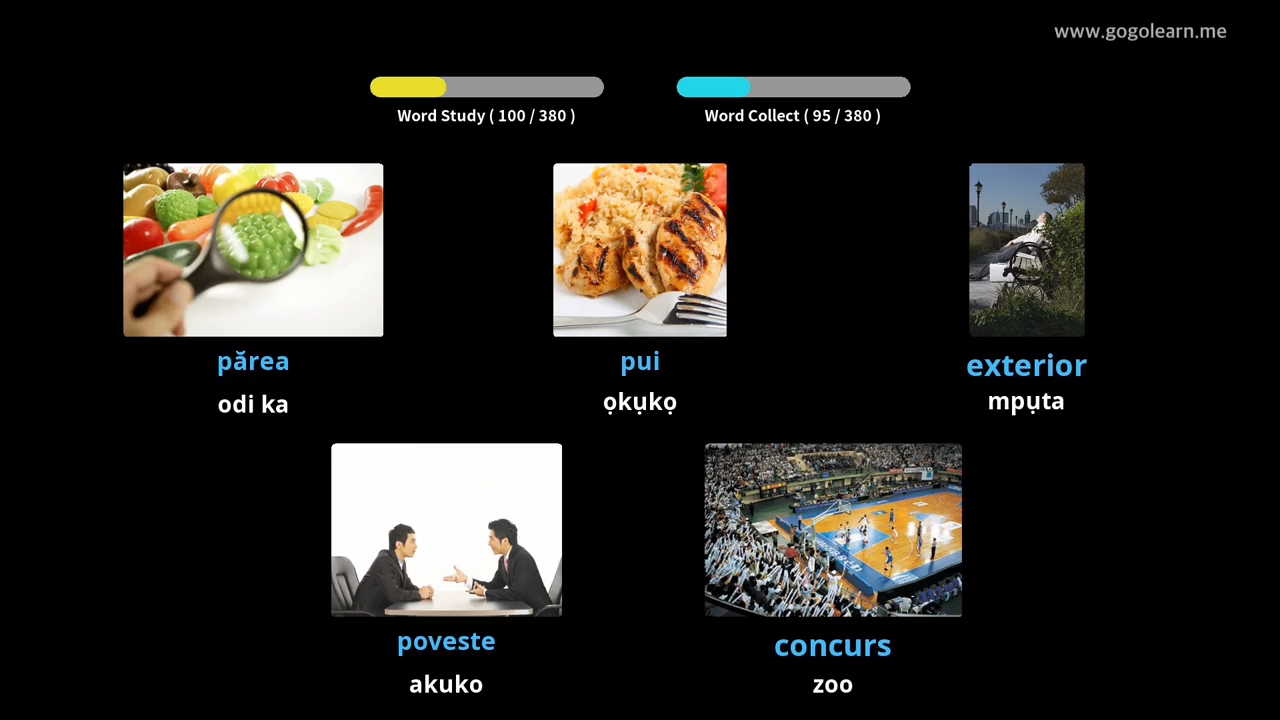 www.gogolearn.me
Word Study ( 100 / 380 )
Word Collect ( 95 / 380 )
părea
odi ka
pui
ọkụkọ
exterior
mpụta
poveste
akuko
concurs
zoo